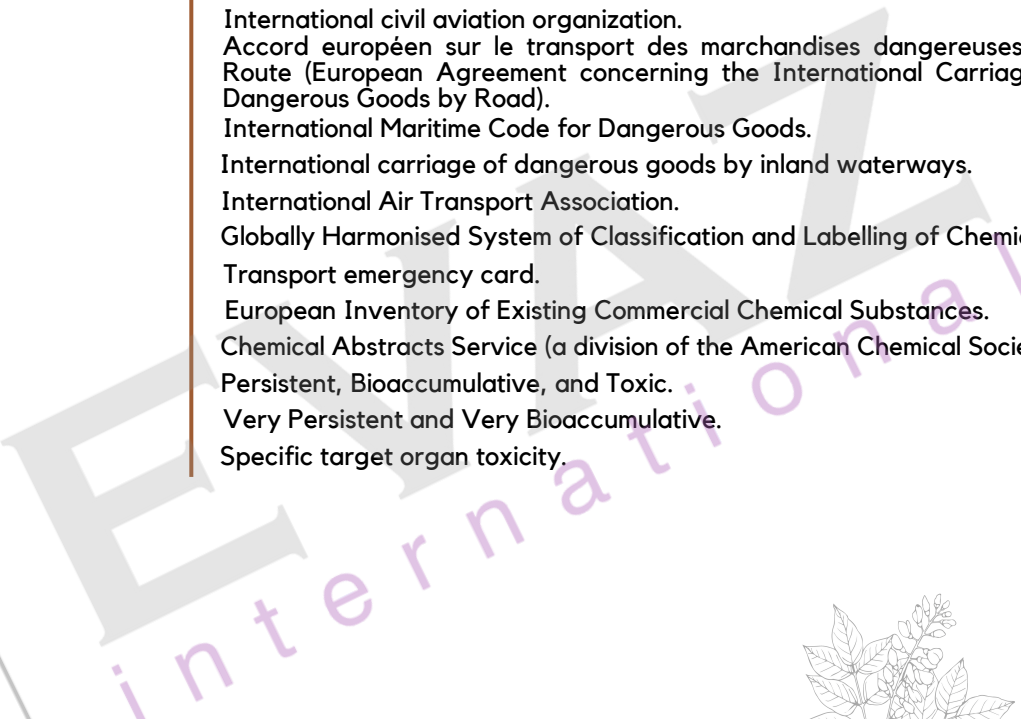 International civil aviation organization.
Accord européen sur le transport des marchandises dangereuses
Route (European Agreement concerning the International
Dangerous Goods by Road).
International Maritime Code for Dangerous Goods.
International carriage of dangerous goods by inland waterways.
International Air Transport Association.
Globally Harmonised System of Classification and Labelling of
Transport emergency card.
European Inventory of Existing Commercial Chemical Substances.
Chemical Abstracts Service (a division of the American Chemical
Persistent, Bioaccumulative, and Toxic.
Very Persistent and Very Bioaccumulative.
Specific target organ toxicity.
EVAZ
international